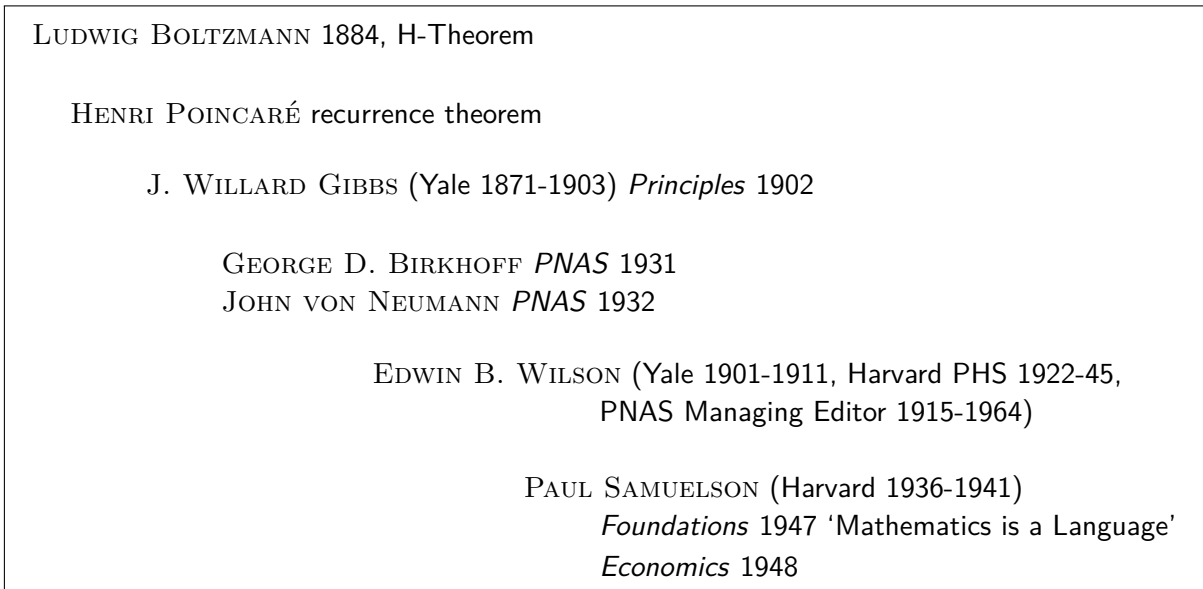 LUDWIG BOLTZMANN 1884, H-Theorem
HENRI POINCARÉ recurrence theorem
J. WILLARD GIBBS (Yale 1871-1903) Principles 1902
GEORGE D. BIRKHOFF PNAS 1931
JOHN VON NEUMANN PNAS 1932
EDWIN B. WILSON (Yale 1901-1911, Harvard PHS 1922-45,
PNAS Managing Editor 1915-1964)
PAUL SAMUELSON (Harvard 1936-1941)
Foundations 1947 ‘Mathematics is a Language’
Economics 1948